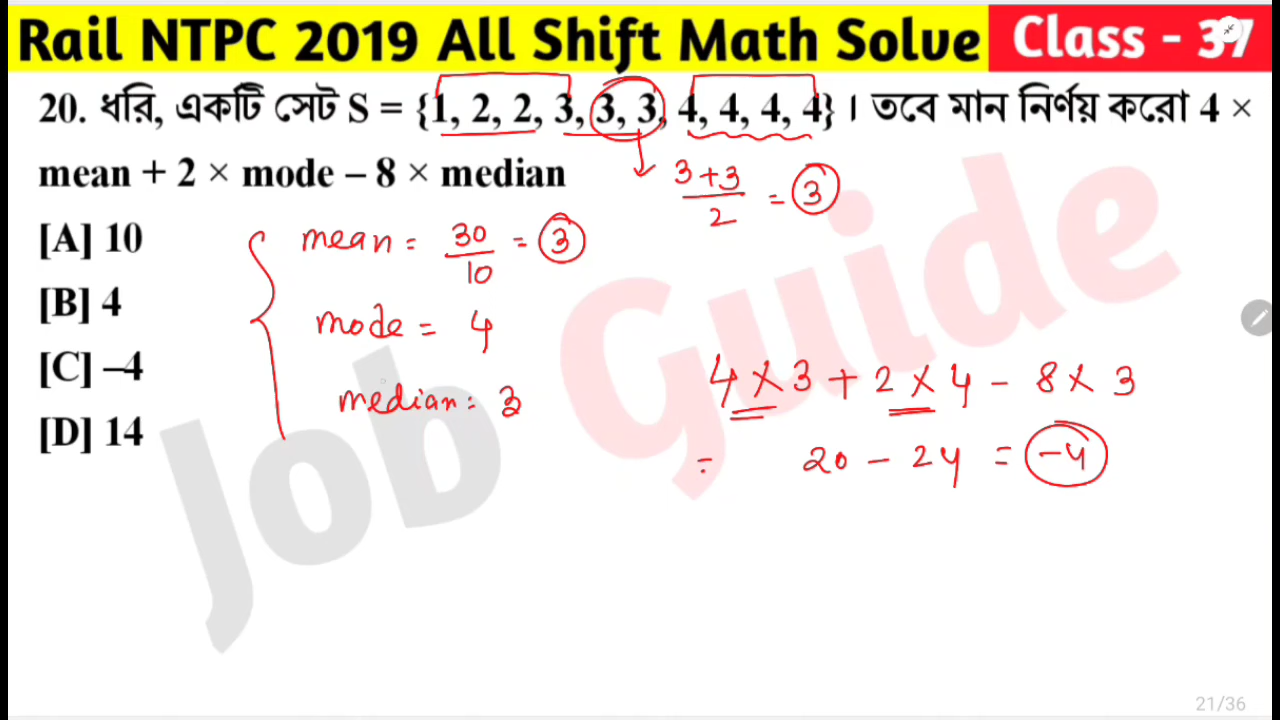 Rail NTPC 2019 All Shift Math Solve Class - 37
20. ধরি, একটি সেট S = {1, 2, 2, 3, 3, 3, 4, 4, 4, 4} । তবে মান নির্ণয় করো 4 ×
mean + 2 × mode – 8 × median
3+3/2 = 3
[A] 10
mean = 30/10 = 3
[B] 4
mode = 4
[C] –4
median = 3
4 × 3 + 2 × 4 - 8 × 3
[D] 14
= 20 - 24 = -4
Job Guide
21/36